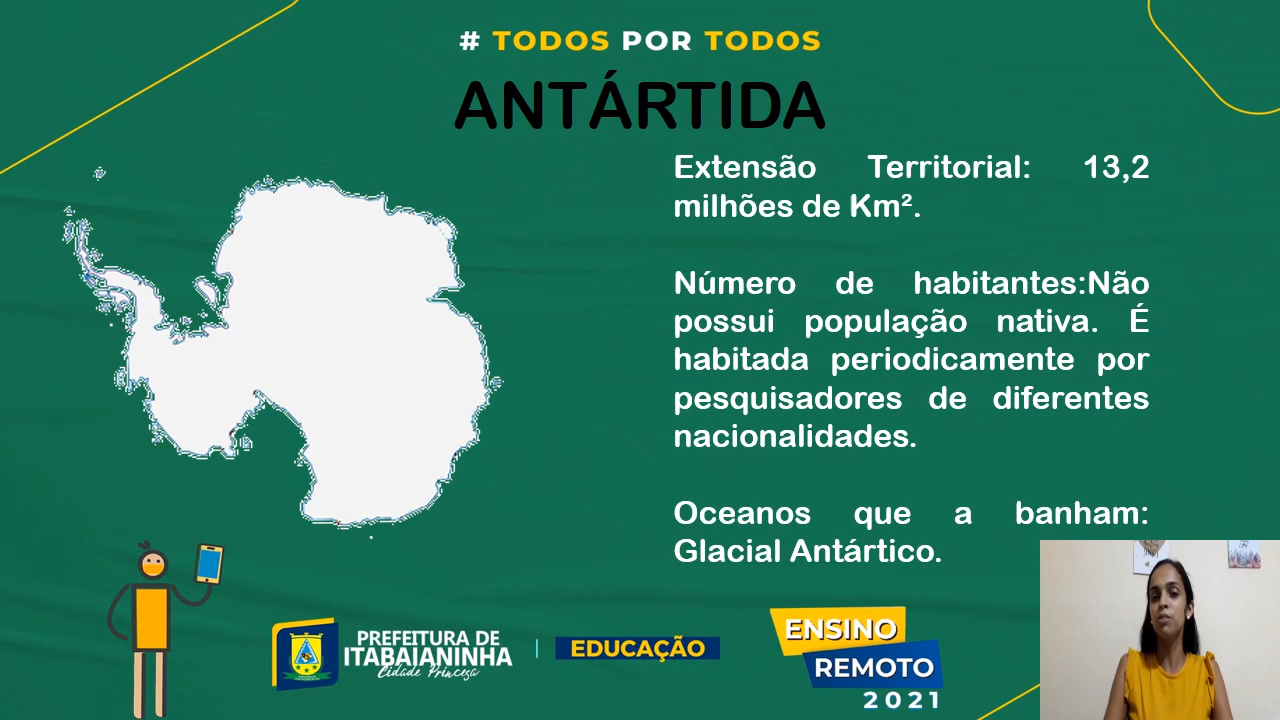 # TODOS POR TODOS
ANTÁRTIDA
Extensão Territorial: 13,2
milhões de Km².
Número de habitantes:Não
possui população nativa. É
habitada periodicamente por
pesquisadores de diferentes
nacionalidades.
Oceanos que a banham:
Glacial Antártico.
PREFEITURA DE
ITABAIANINHA
Cidade Princesa
EDUCAÇÃO
ENSINO
REMOTO
2021